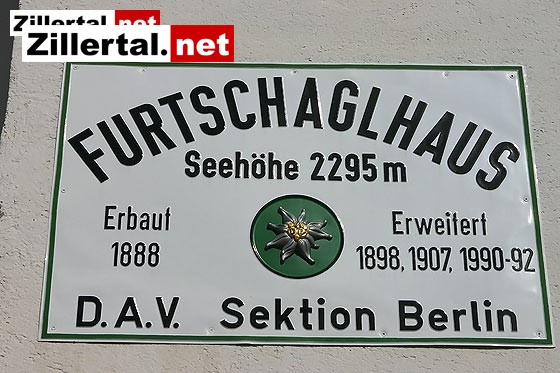 Zillertal.net
Zillertal.net
FURTSCHAGLHAUS
Seehöhe 2295 m
Erbaut
1888
Erweitert
1898, 1907, 1990-92
D.A.V. Sektion Berlin